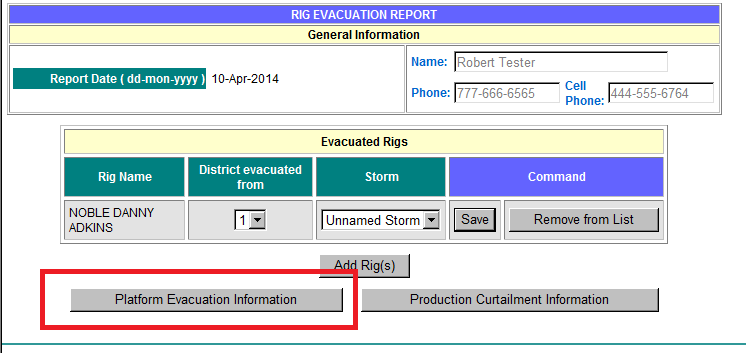 RIG EVACUATION REPORT
General Information
Report Date ( dd-mon-yyyy ) 10-Apr-2014
Name: Robert Tester
Phone: 777-666-6565 Cell Phone: 444-555-6764
Evacuated Rigs
Rig Name District evacuated from Storm Command
NOBLE DANNY ADKINS 1 Unnamed Storm Save Remove from List
Add Rig(s)
Platform Evacuation Information Production Curtailment Information